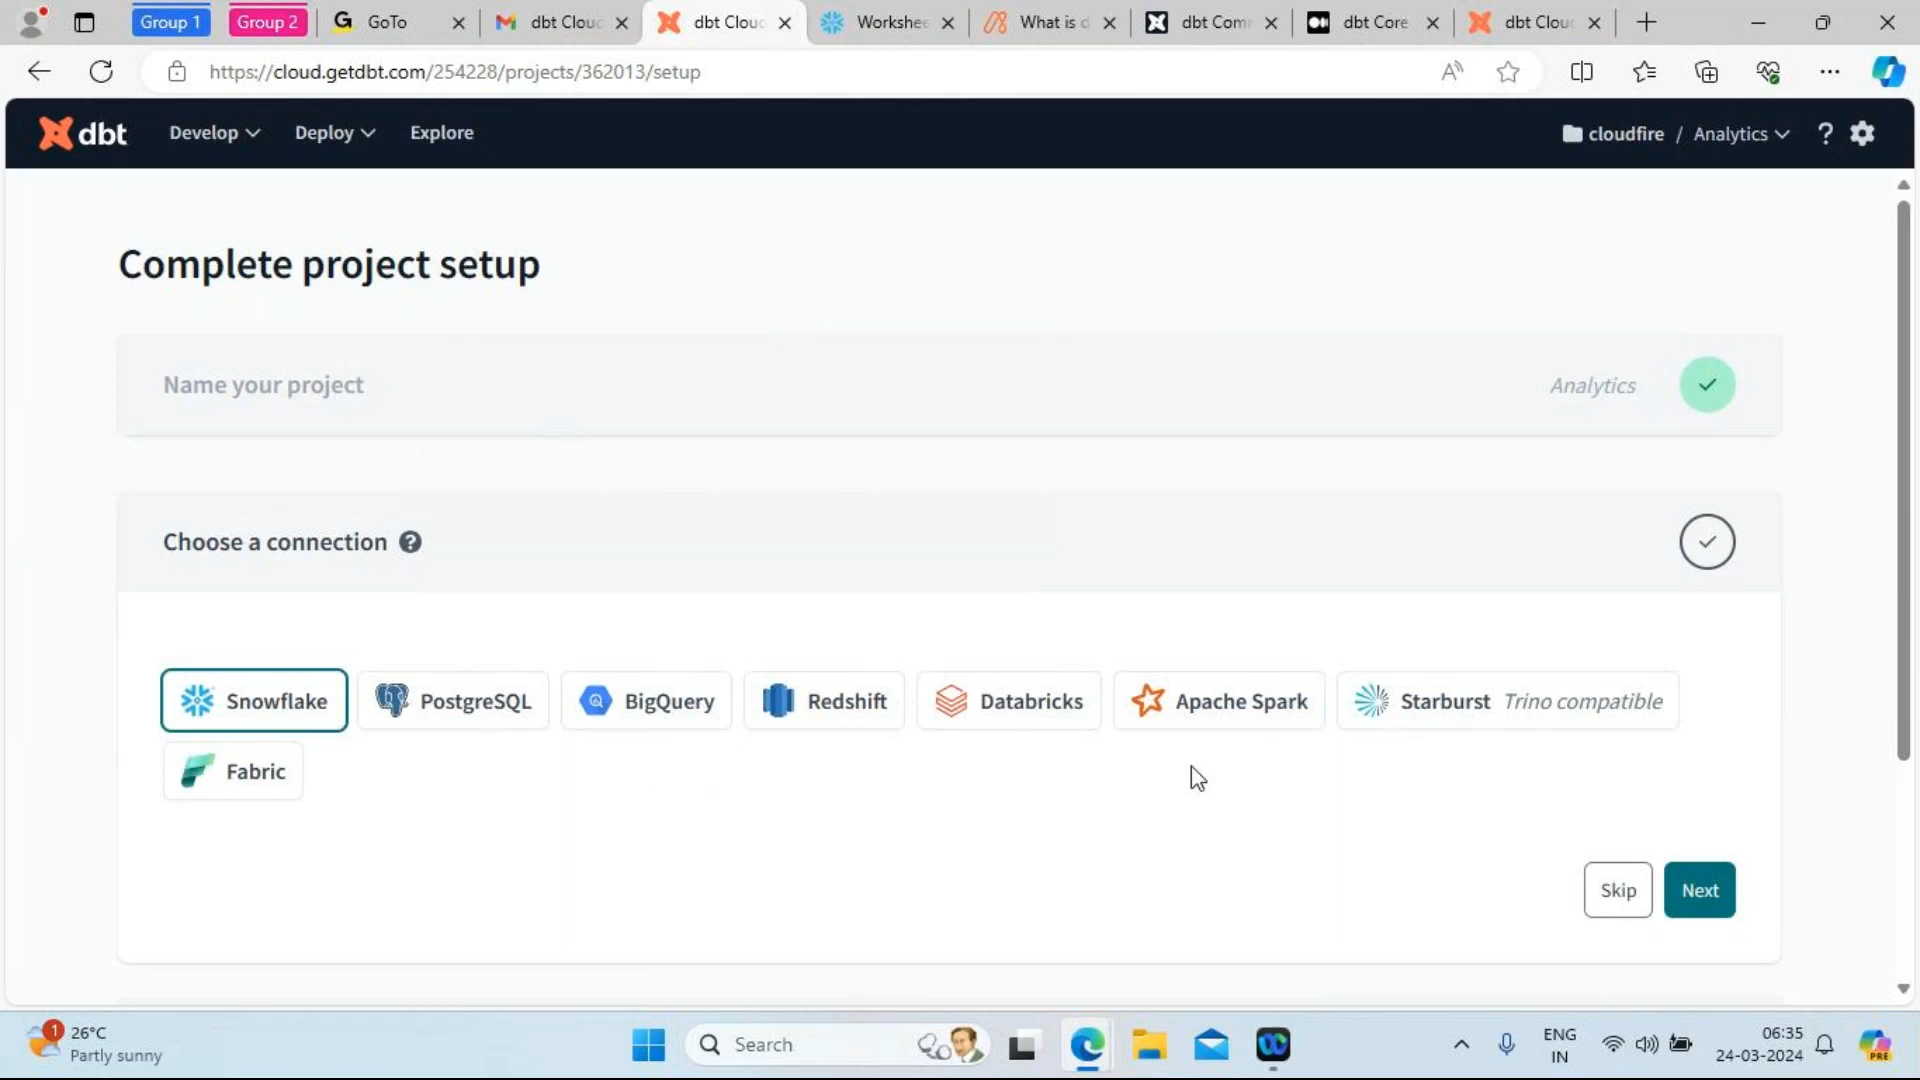 Group 1
Group 2
GoTo
dbt Clou
dbt Clou
Workshee
What is d
dbt Com
dbt Core
dbt Clou
https://cloud.getdbt.com/254228/projects/362013/setup
dbt
Develop
Deploy
Explore
cloudfire / Analytics
Complete project setup
Name your project
Analytics
Choose a connection
Snowflake
PostgreSQL
BigQuery
Redshift
Databricks
Apache Spark
Starburst Trino compatible
Fabric
Skip
Next
1
26°C
Partly sunny
Search
ENG
IN
06:35
24-03-2024
PRE